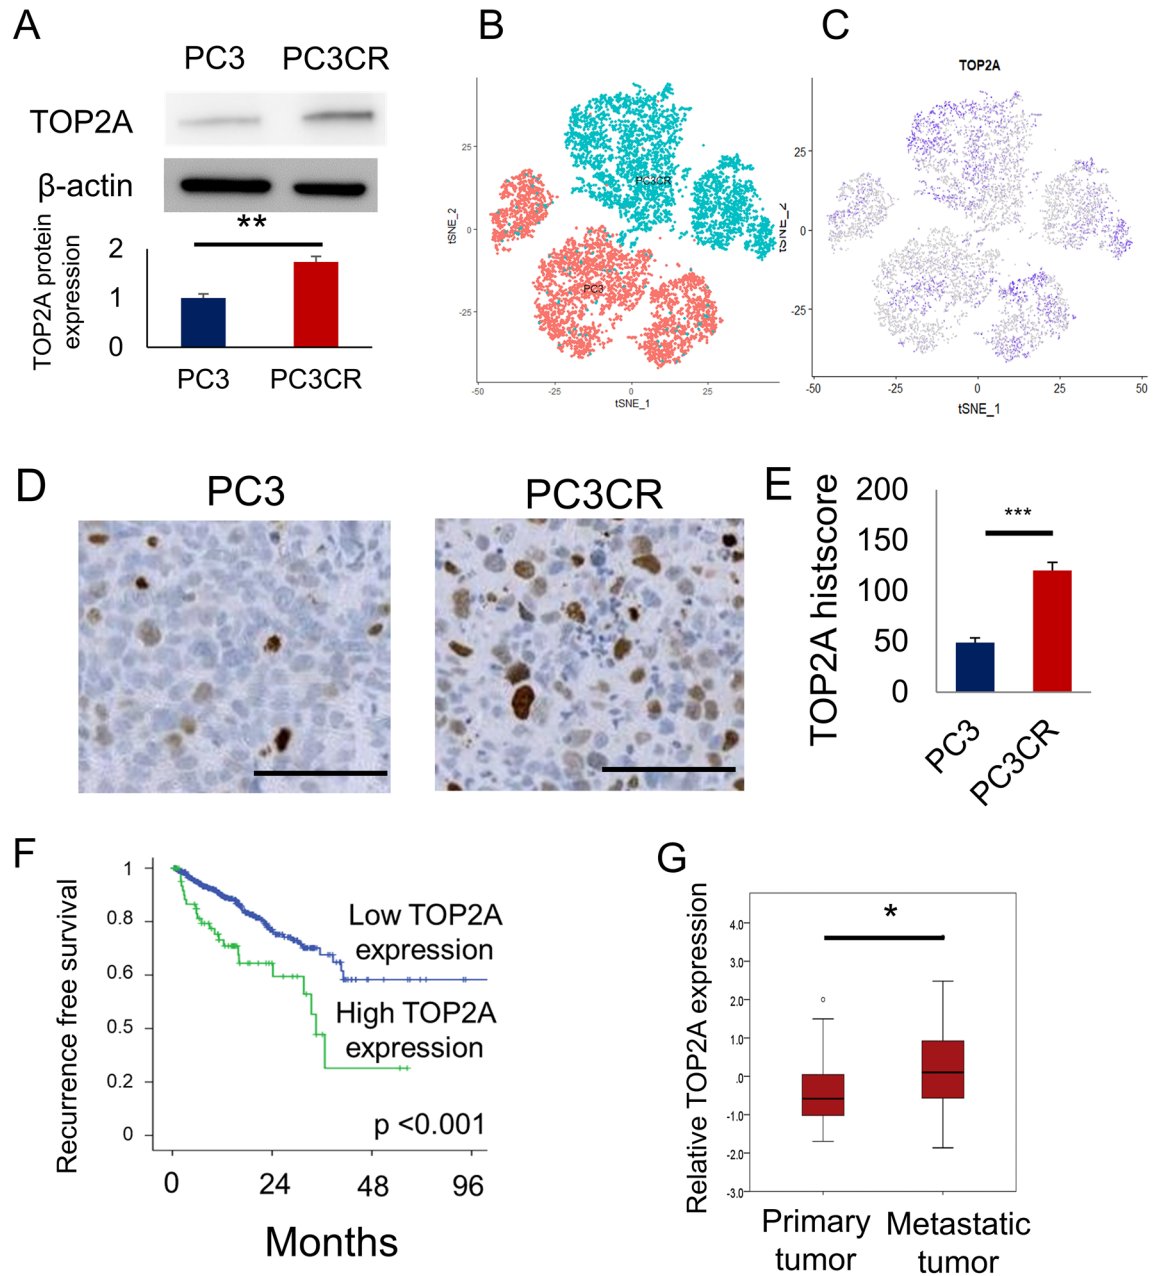 A
PC3 PC3CR
TOP2A
β-actin
**
TOP2A protein
expression
2
1
0
PC3 PC3CR
B
25
0
-25
tSNE_2
PC3CR
PC3
-50 -25 0 25
tSNE_1
C
TOP2A
25
0
-25
tSNE_2
-50 -25 0 25 50
tSNE_1
D
PC3 PC3CR
E
TOP2A histscore
200
150
100
50
0
***
PC3
PC3CR
F
Recurrence free survival
1
0.8
0.6
0.5
0.2
0
Low TOP2A
expression
High TOP2A
expression
p <0.001
0 24 48 96
Months
G
Relative TOP2A expression
4.0
3.0
2.0
1.0
.0
-1.0
-2.0
-3.0
*
Primary
tumor
Metastatic
tumor